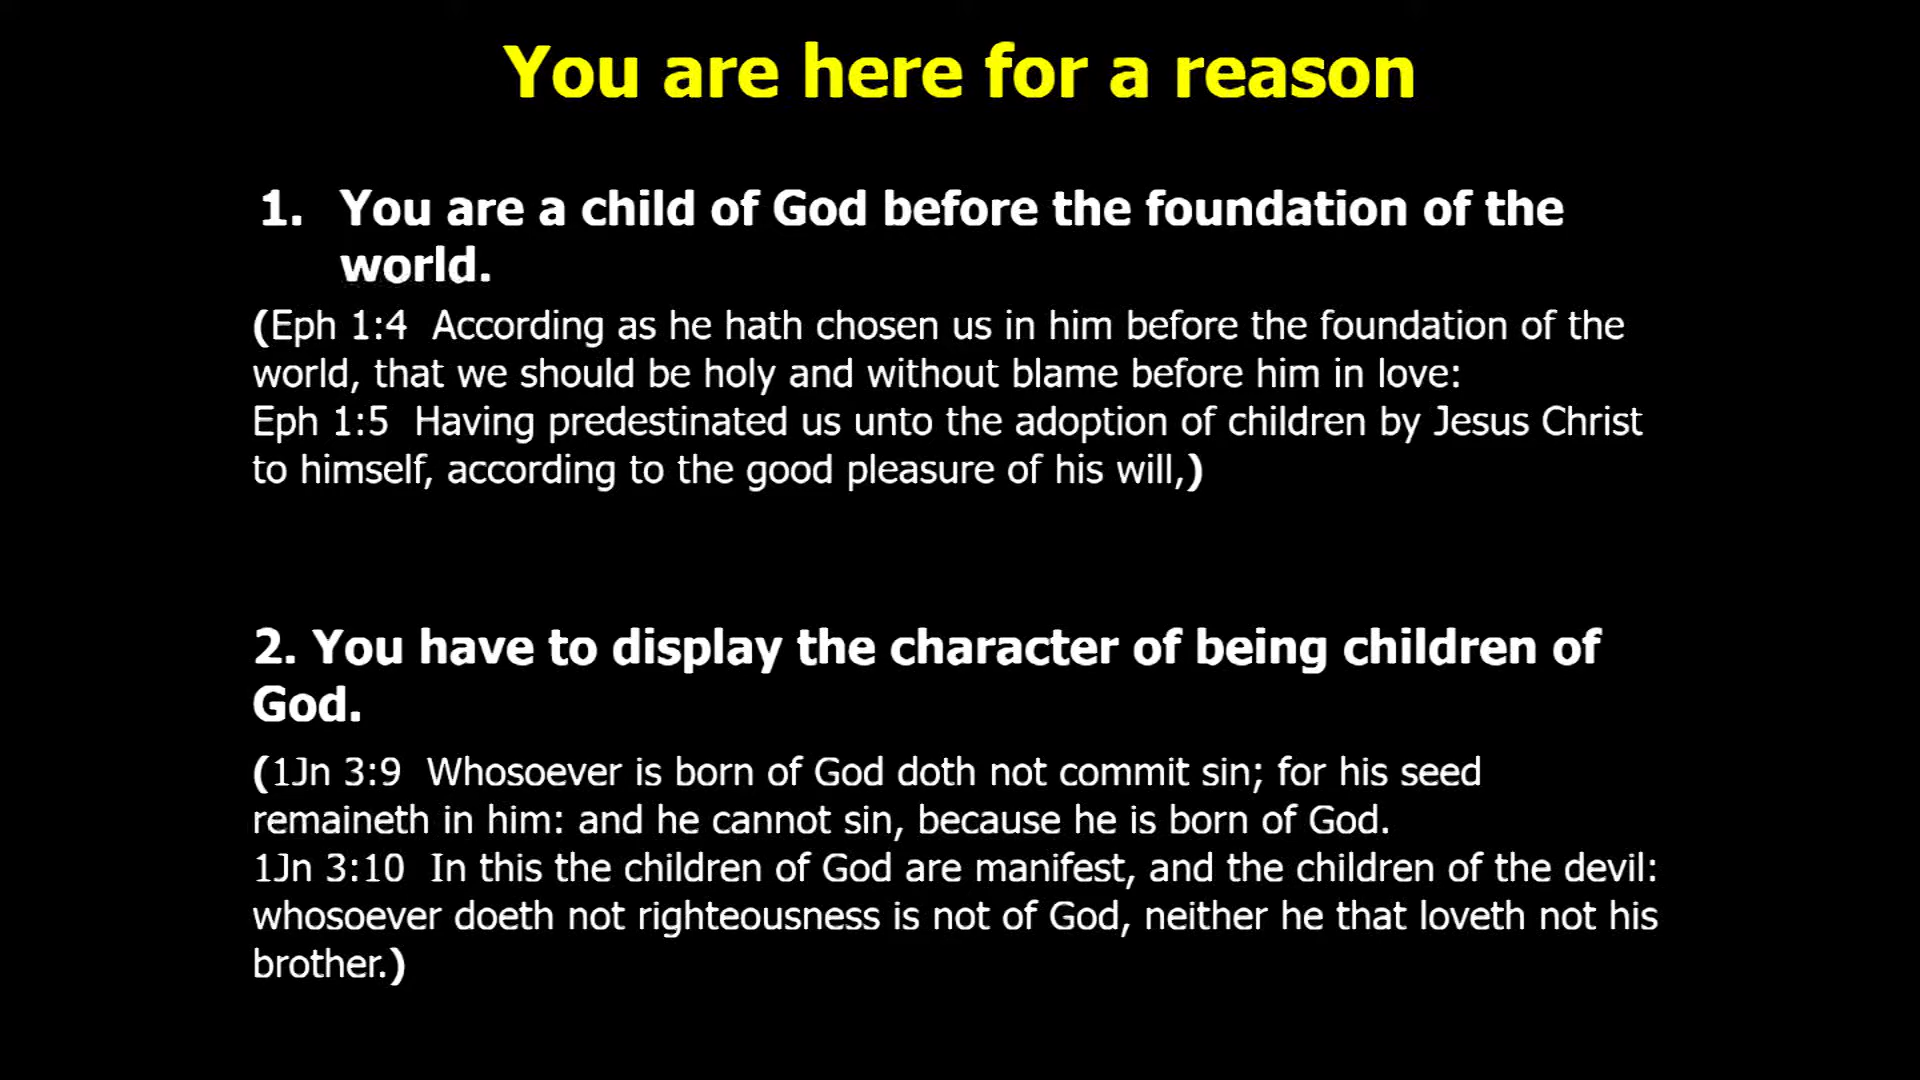 You are here for a reason
1. You are a child of God before the foundation of the
world.
(Eph 1:4 According as he hath chosen us in him before the foundation of the
world, that we should be holy and without blame before him in love:
Eph 1:5 Having predestinated us unto the adoption of children by Jesus Christ
to himself, according to the good pleasure of his will,)
2. You have to display the character of being children of
God.
(1Jn 3:9 Whosoever is born of God doth not commit sin; for his seed
remaineth in him: and he cannot sin, because he is born of God.
1Jn 3:10 In this the children of God are manifest, and the children of the devil:
whosoever doeth not righteousness is not of God, neither he that loveth not his
brother.)